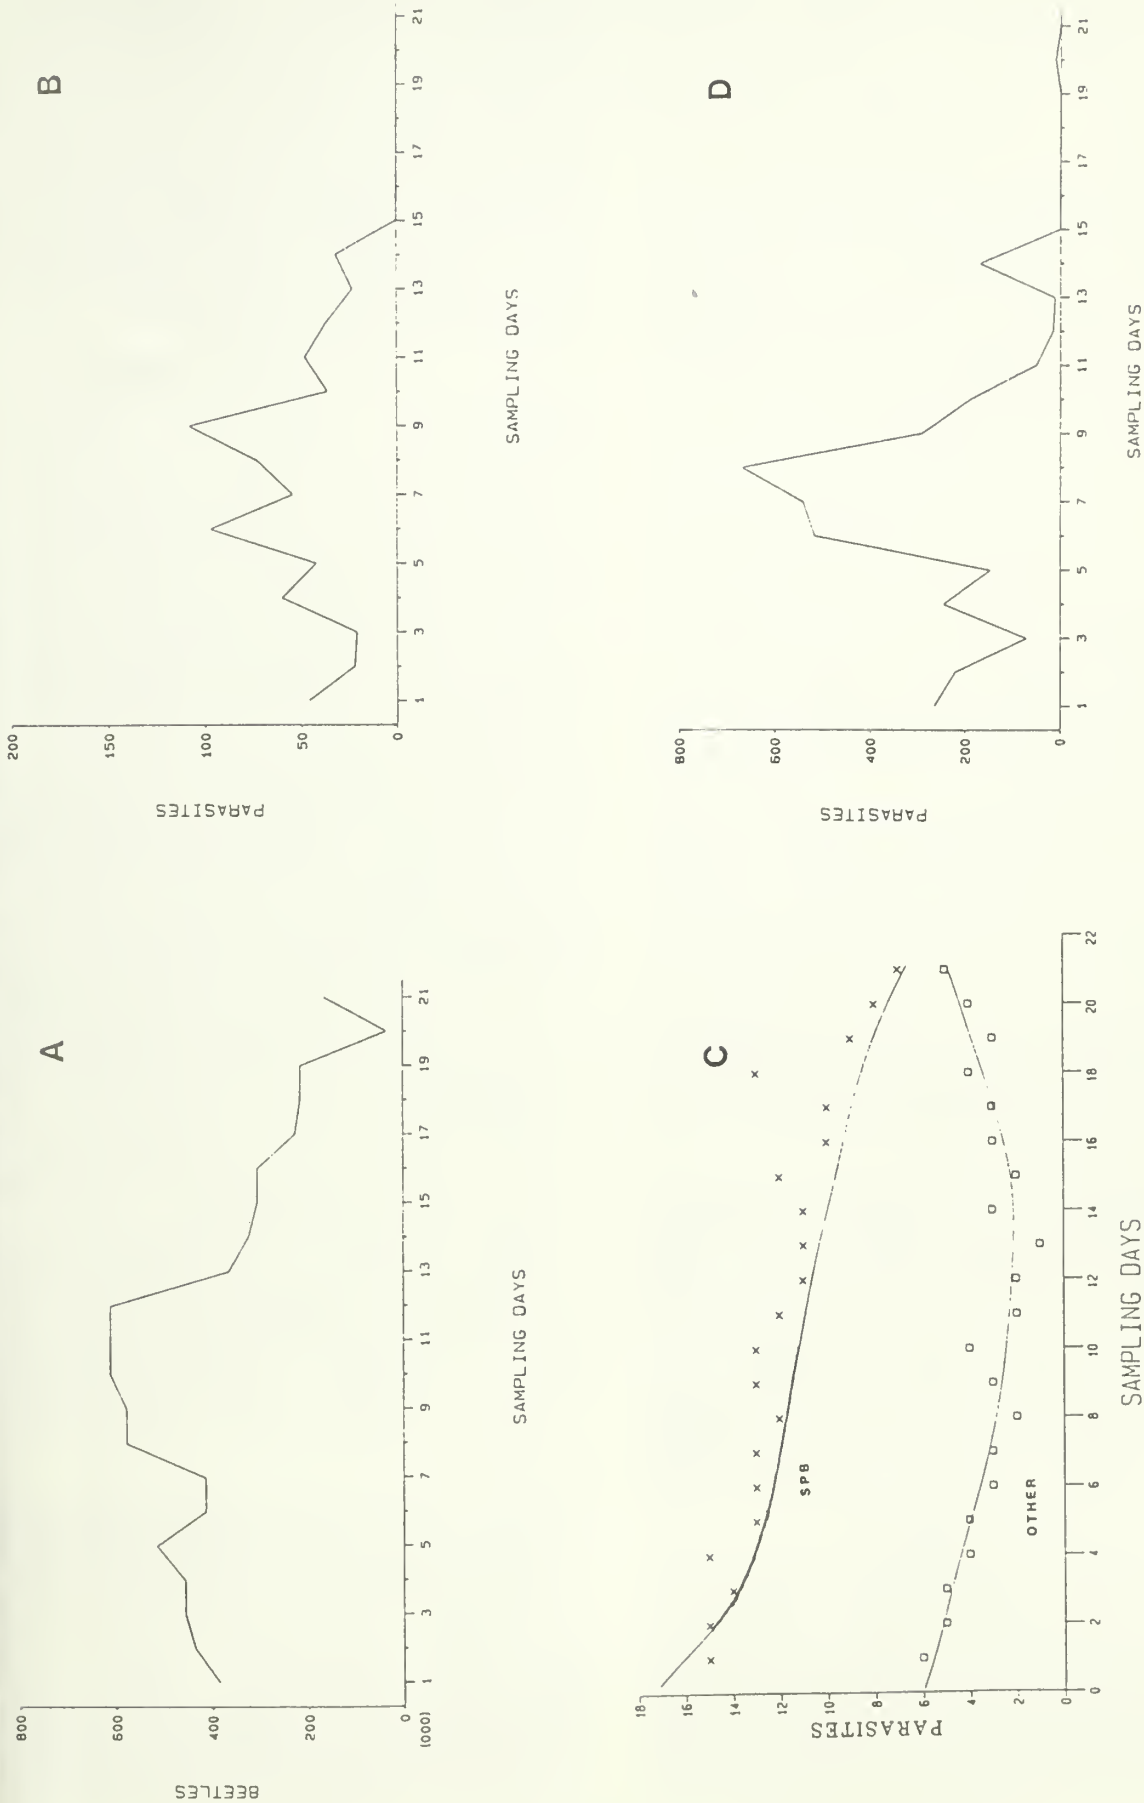 A
800
600
400
200
0
(000)
BEETLES
1 3 5 7 9 11 13 15 17 19 21
SAMPLING DAYS
B
200
150
100
50
0
PARASITES
1 3 5 7 9 11 13 15 17 19 21
SAMPLING DAYS
C
18
16
14
12
10
8
6
4
2
0
PARASITES
SPB
OTHER
0 2 4 6 8 10 12 14 16 18 20 22
SAMPLING DAYS
D
800
600
400
200
0
PARASITES
1 3 5 7 9 11 13 15 17 19 21
SAMPLING DAYS